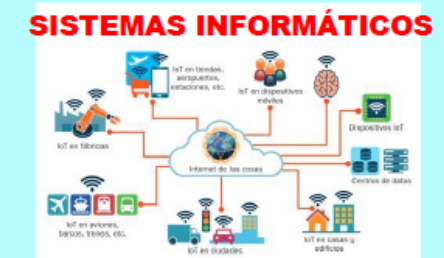 SISTEMAS INFORMÁTICOS
IoT en tiendas,
aeropuertos,
estaciones, etc.
IoT en dispositivos
móviles
Dispositivos IoT
IoT en fábricas
Internet de las cosas
Centros de datos
IoT en aviones,
barcos, trenes, etc.
IoT en ciudades
IoT en casas y
edificios